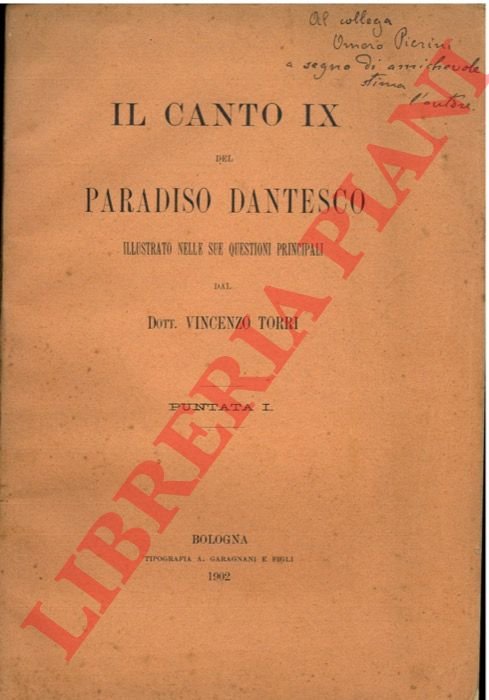 Al collega
Omero Pierini
a segno di amichevole
stima
l'autore.
IL CANTO IX
DEL
PARADISO DANTESCO
ILLUSTRATO NELLE SUE QUESTIONI PRINCIPALI
DAL
DOTT. VINCENZO TORRI
PUNTATA I.
BOLOGNA
TIPOGRAFIA A. GARAGNANI E FIGLI
1902
LIBRERIA PIANI